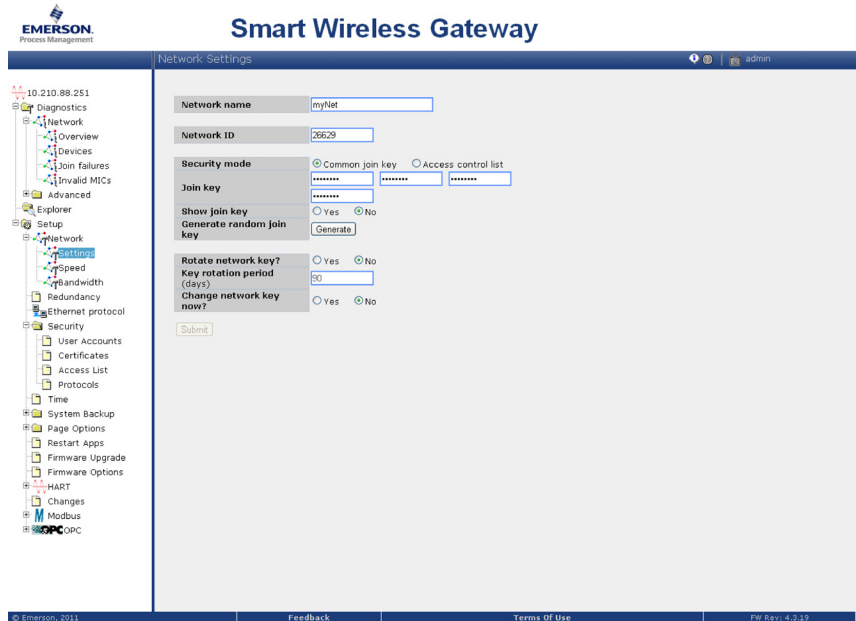 EMERSON.
Process Management
Smart Wireless Gateway
Network Settings
admin
10.210.88.251
Diagnostics
Network
Overview
Devices
Join failures
Invalid MICs
Advanced
Explorer
Setup
Network
Settings
Speed
Bandwidth
Redundancy
Ethernet protocol
Security
User Accounts
Certificates
Access List
Protocols
Time
System Backup
Page Options
Restart Apps
Firmware Upgrade
Firmware Options
HART
Changes
M Modbus
OPC OPC
Network name myNet
Network ID 26629
Security mode Common join key Access control list
Join key •••••••• •••••••• ••••••••
••••••••
Show join key Yes No
Generate random join key Generate
Rotate network key? Yes No
Key rotation period (days) 90
Change network key now? Yes No
Submit
© Emerson, 2011 Feedback Terms Of Use FW Rev: 4.3.19